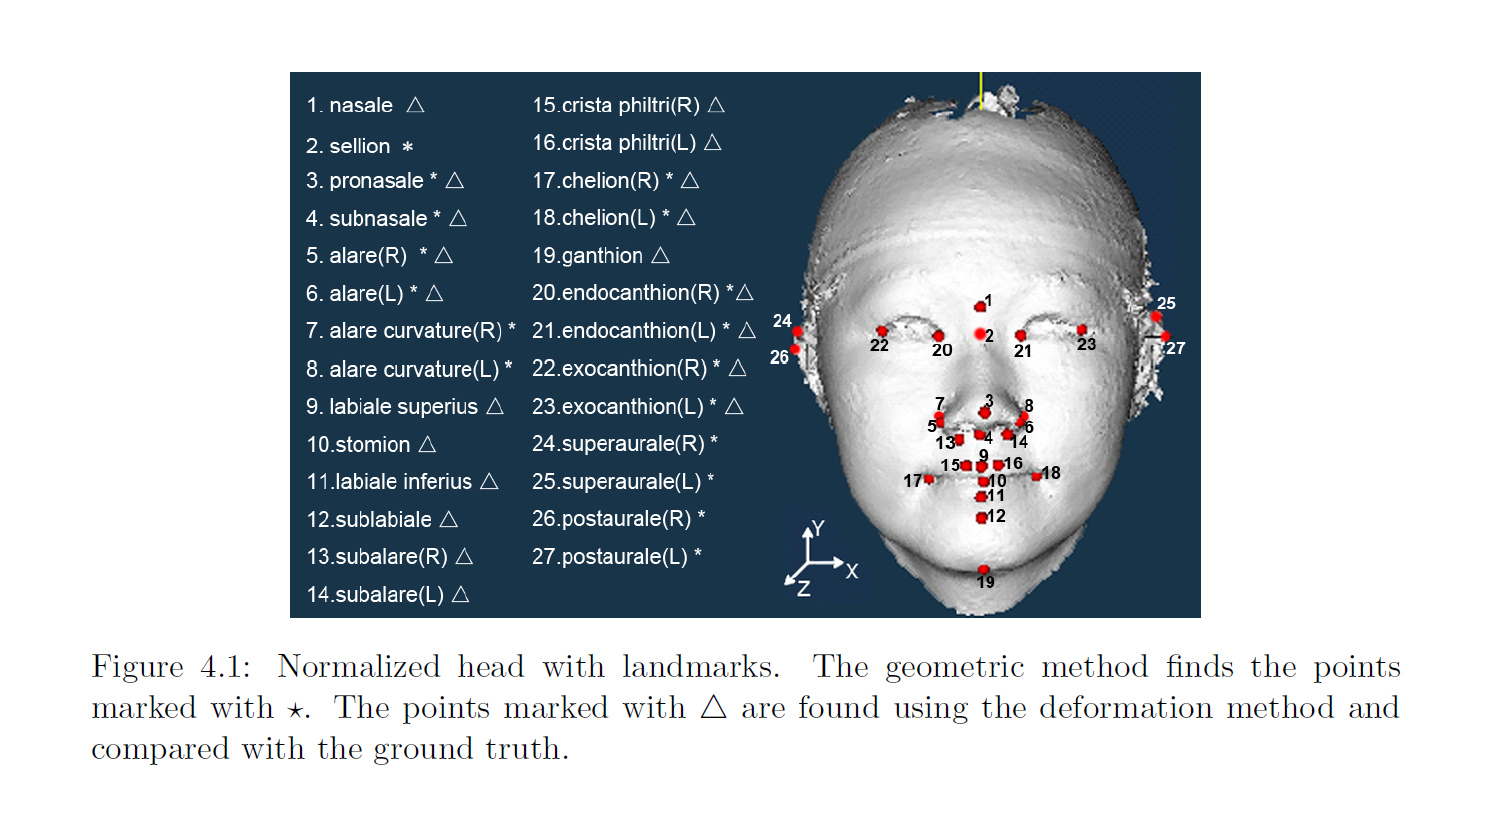 1. nasale △
2. sellion *
3. pronasale * △
4. subnasale * △
5. alare(R) * △
6. alare(L) * △
7. alare curvature(R) *
8. alare curvature(L) *
9. labiale superius △
10.stomion △
11.labiale inferius △
12.sublabiale △
13.subalare(R) △
14.subalare(L) △
15.crista philtri(R) △
16.crista philtri(L) △
17.chelion(R) * △
18.chelion(L) * △
19.ganthion △
20.endocanthion(R) *△
21.endocanthion(L) * △
22.exocanthion(R) * △
23.exocanthion(L) * △
24.superaurale(R) *
25.superaurale(L) *
26.postaurale(R) *
27.postaurale(L) *
1
25
24
2
22
20
21
23
27
26
3
7
8
5
6
13
4
14
9
15
16
17
18
10
11
12
19
Y
X
Z
Figure 4.1: Normalized head with landmarks. The geometric method finds the points
marked with ⋆. The points marked with △ are found using the deformation method and
compared with the ground truth.